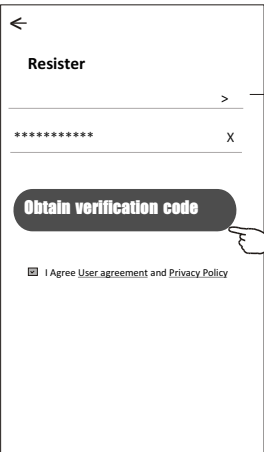 Resister
>
*********** X
Obtain verification code
I Agree User agreement and Privacy Policy